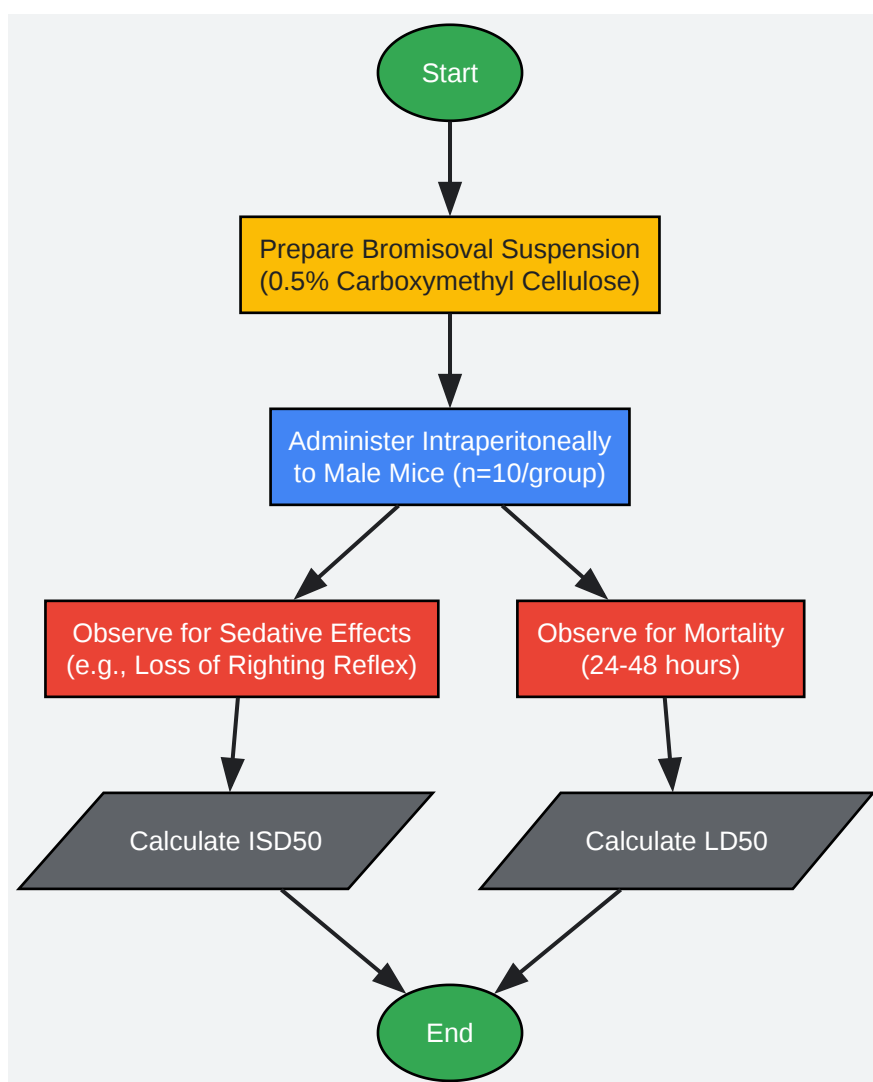 Start
Prepare Bromisoval Suspension
(0.5% Carboxymethyl Cellulose)
Administer Intraperitoneally
to Male Mice (n=10/group)
Observe for Sedative Effects
(e.g., Loss of Righting Reflex)
Observe for Mortality
(24-48 hours)
Calculate ISD50
Calculate LD50
End